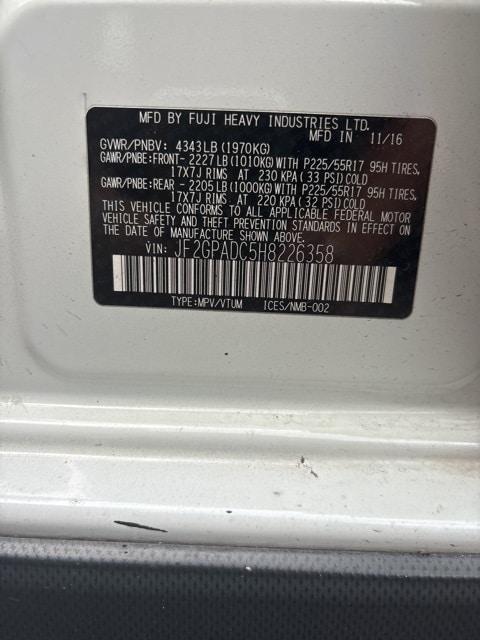 MFD BY FUJI HEAVY INDUSTRIES LTD.
MFD IN 11/16
GVWR/PNBV: 4343LB (1970KG)
GAWR/PNBE:FRONT- 2227LB (1010KG) WITH P225/55R17 95H TIRES,
17X7J RIMS AT 230 KPA ( 33 PSI) COLD
GAWR/PNBE:REAR - 2205LB (1000KG) WITH P225/55R17 95H TIRES,
17X7J RIMS AT 220 KPA ( 32 PSI) COLD
THIS VEHICLE CONFORMS TO ALL APPLICABLE FEDERAL MOTOR
VEHICLE SAFETY AND THEFT PREVENTION STANDARDS IN EFFECT ON
THE DATE OF MANUFACTURE SHOWN ABOVE.
VIN: JF2GPADC5H8226358
TYPE:MPV/VTUM ICES/NMB-002